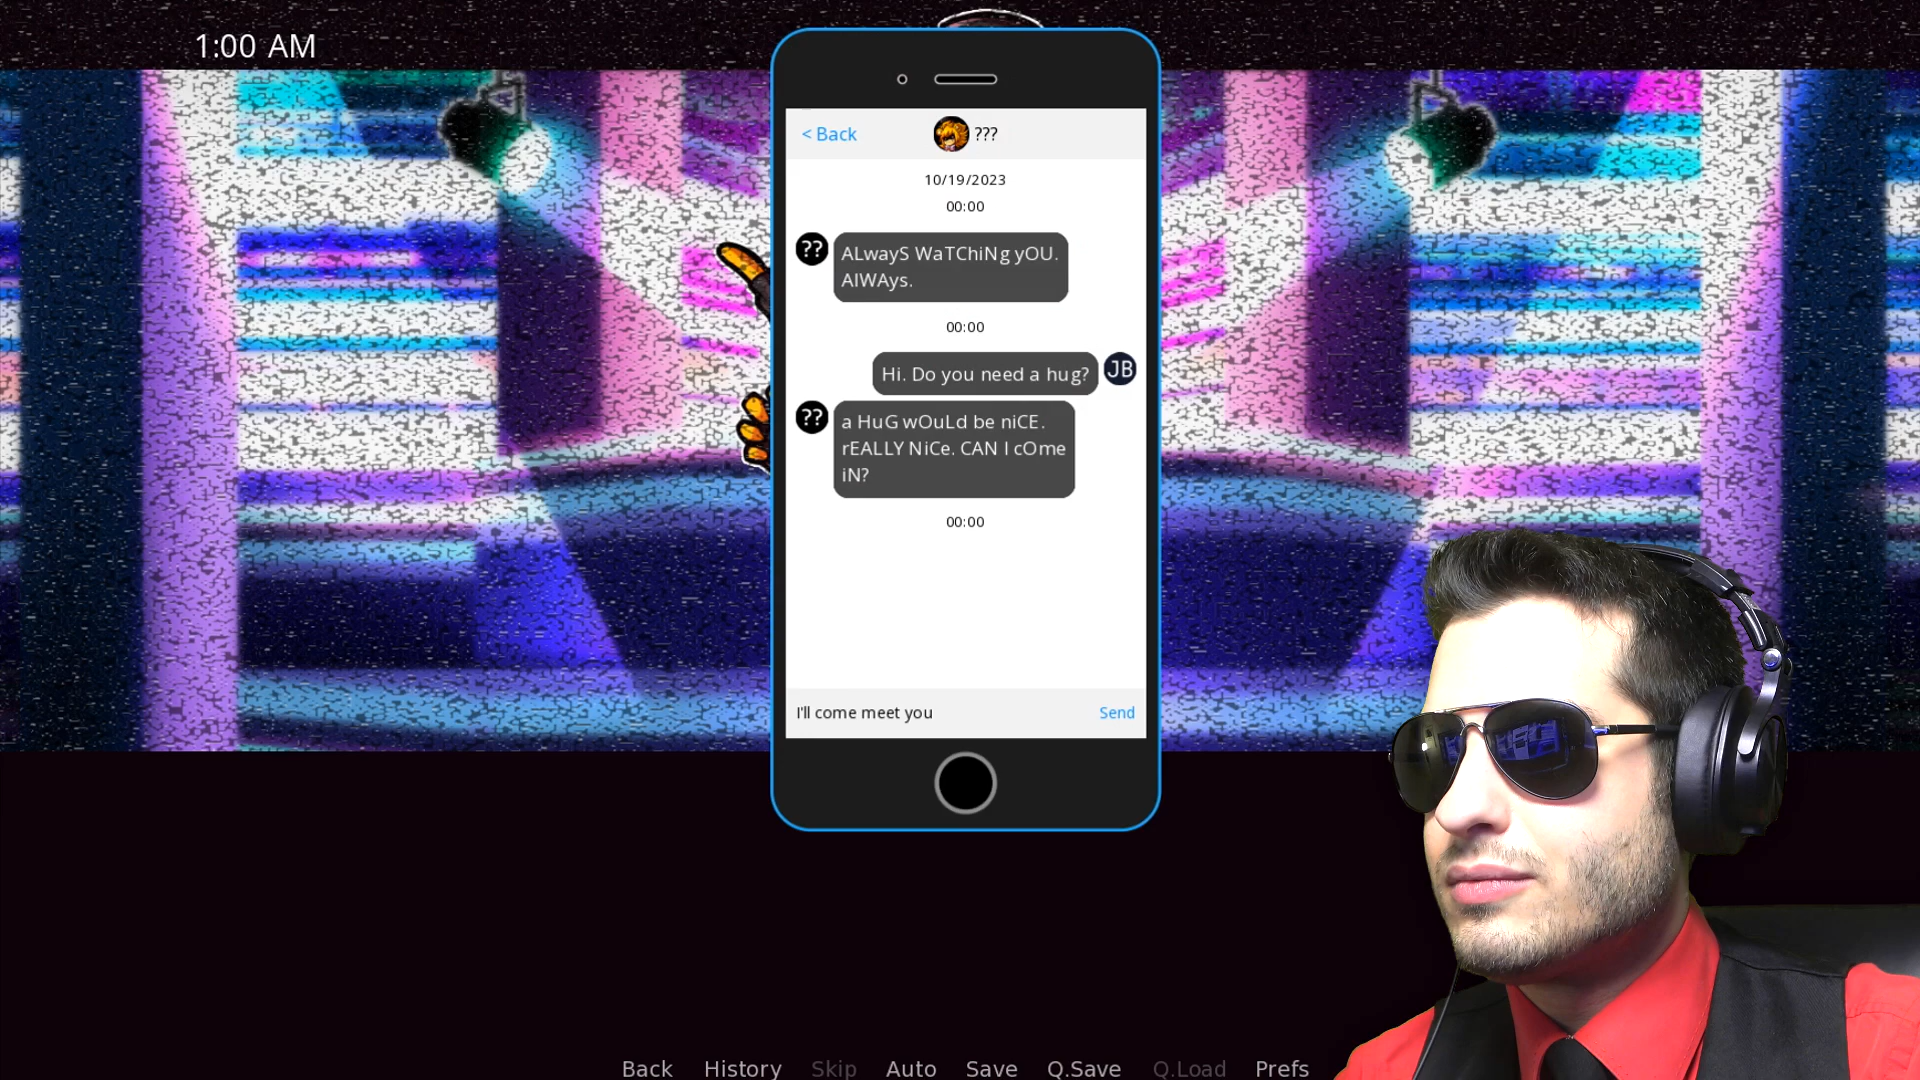 1:00 AM
< Back
???
10/19/2023
00:00
??
ALwayS WaTChiNg yOU.
AlWAys.
00:00
Hi. Do you need a hug?
JB
??
a HuG wOuLd be niCE.
rEALLY NiCe. CAN I cOme
iN?
00:00
I'll come meet you
Send
Back History Skip Auto Save Q.Save Q.Load Prefs